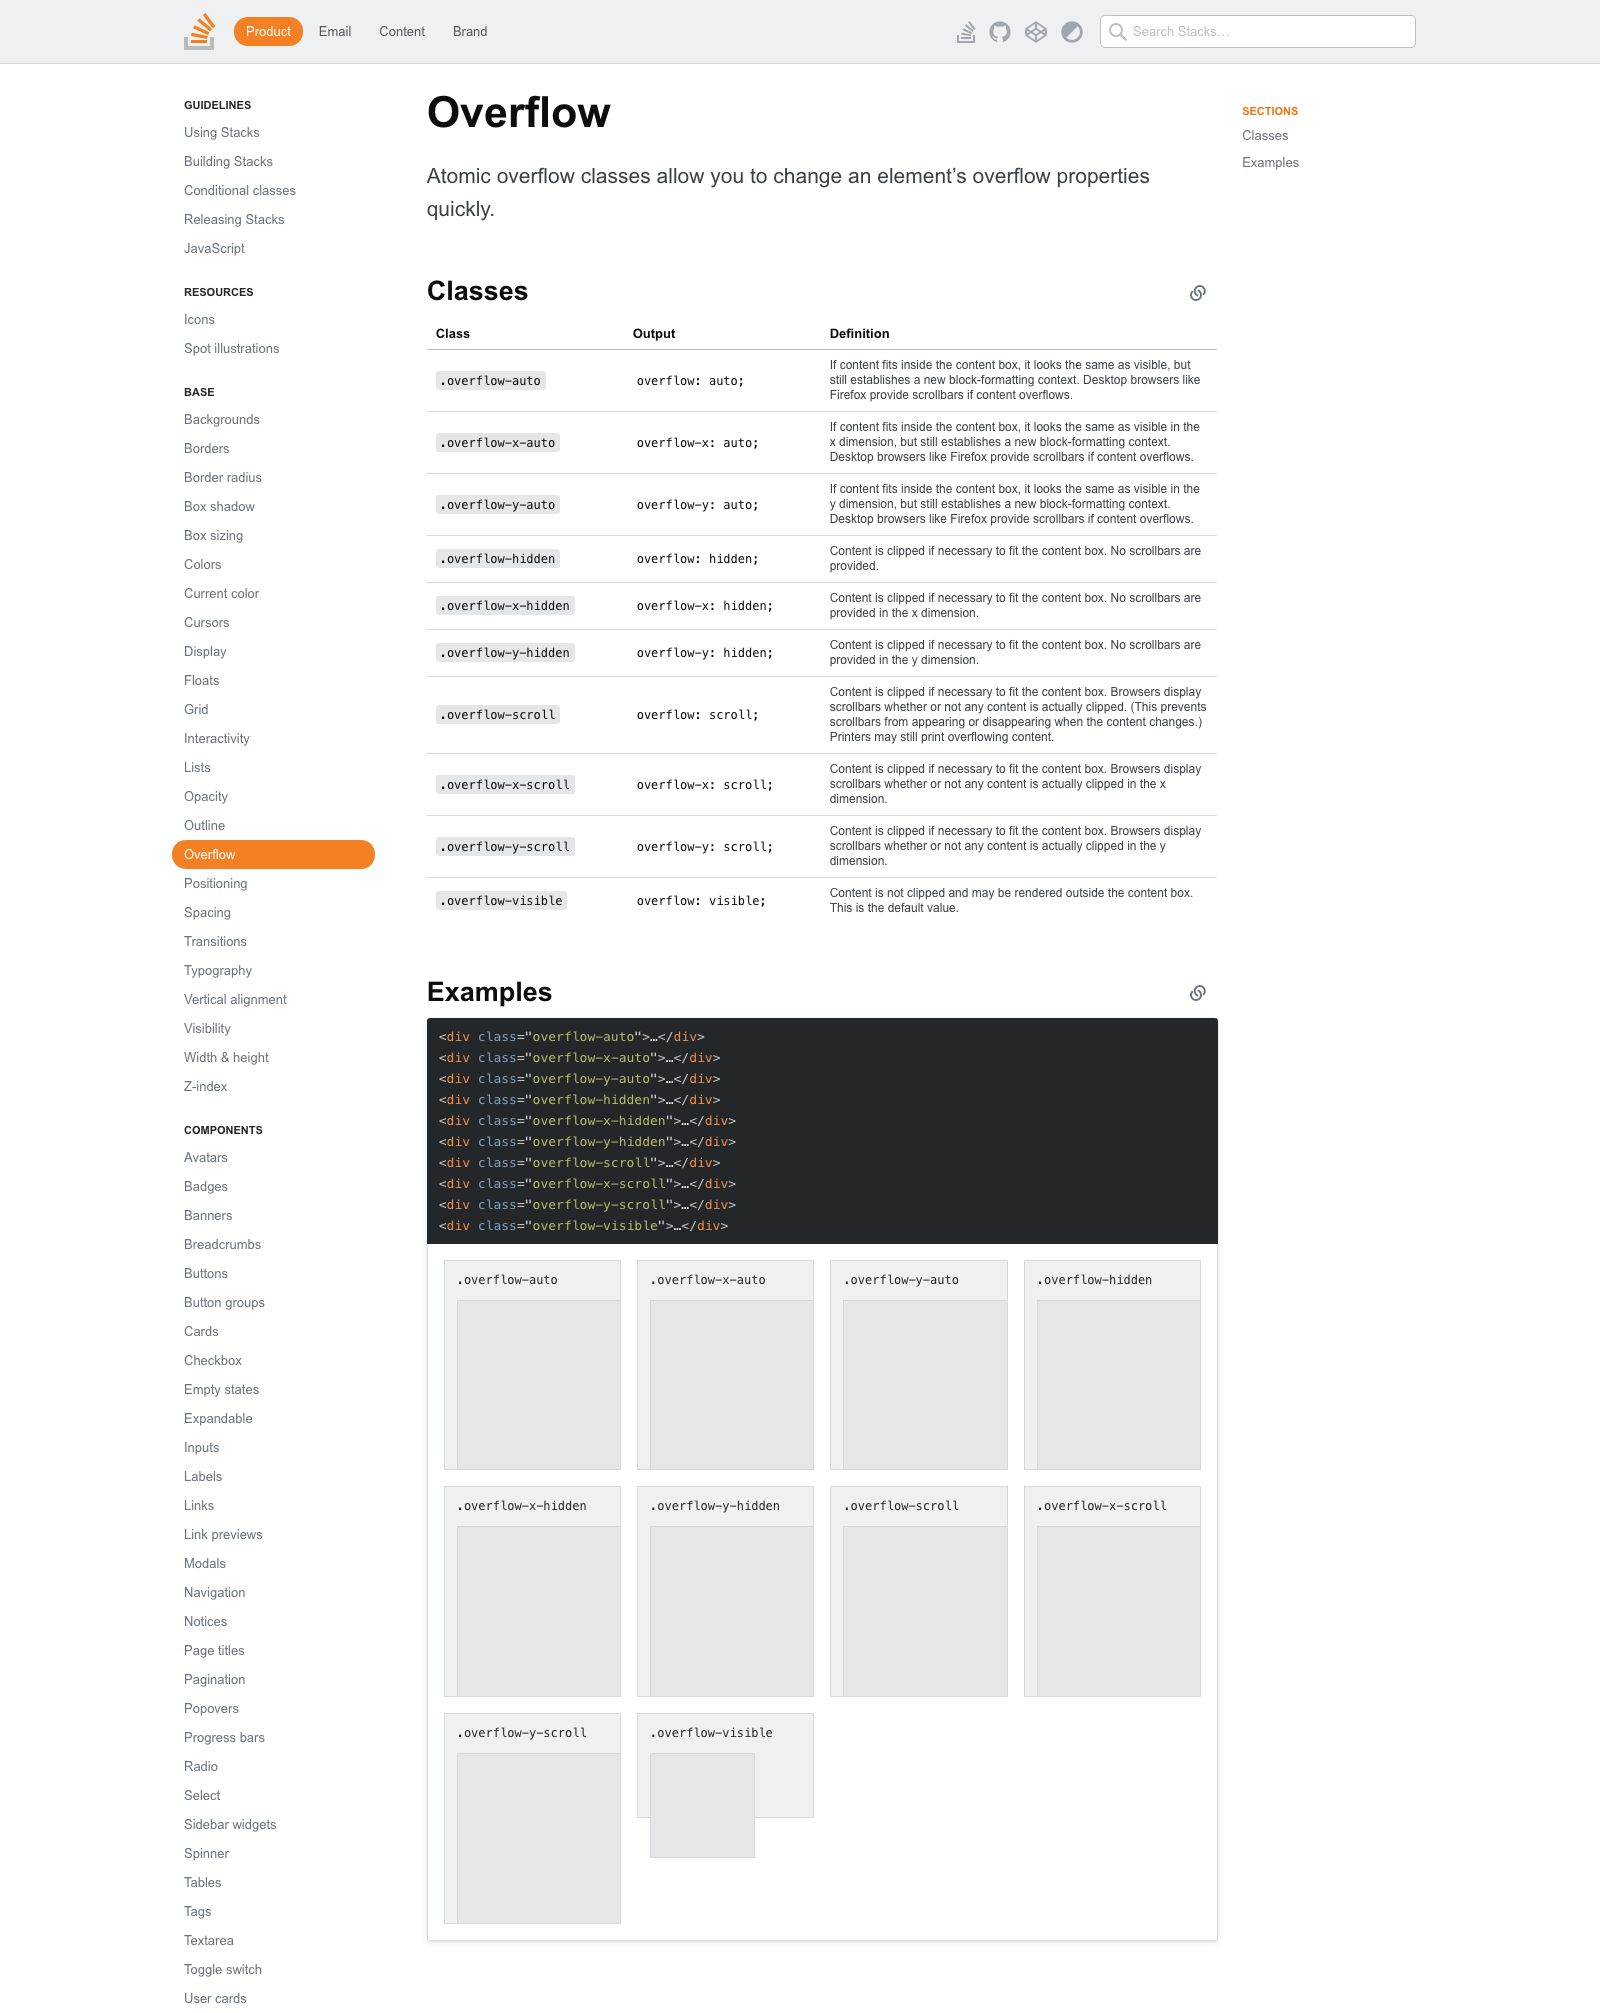 Product
Email
Content
Brand
Search Stacks…
GUIDELINES
Using Stacks
Building Stacks
Conditional classes
Releasing Stacks
JavaScript
RESOURCES
Icons
Spot illustrations
BASE
Backgrounds
Borders
Border radius
Box shadow
Box sizing
Colors
Current color
Cursors
Display
Floats
Grid
Interactivity
Lists
Opacity
Outline
Overflow
Positioning
Spacing
Transitions
Typography
Vertical alignment
Visibility
Width & height
Z-index
COMPONENTS
Avatars
Badges
Banners
Breadcrumbs
Buttons
Button groups
Cards
Checkbox
Empty states
Expandable
Inputs
Labels
Links
Link previews
Modals
Navigation
Notices
Page titles
Pagination
Popovers
Progress bars
Radio
Select
Sidebar widgets
Spinner
Tables
Tags
Textarea
Toggle switch
User cards
Overflow
Atomic overflow classes allow you to change an element’s overflow properties
quickly.
Classes
Class Output Definition
.overflow-auto
overflow: auto;
If content fits inside the content box, it looks the same as visible, but
still establishes a new block-formatting context. Desktop browsers like
Firefox provide scrollbars if content overflows.
.overflow-x-auto
overflow-x: auto;
If content fits inside the content box, it looks the same as visible in the
x dimension, but still establishes a new block-formatting context.
Desktop browsers like Firefox provide scrollbars if content overflows.
.overflow-y-auto
overflow-y: auto;
If content fits inside the content box, it looks the same as visible in the
y dimension, but still establishes a new block-formatting context.
Desktop browsers like Firefox provide scrollbars if content overflows.
.overflow-hidden
overflow: hidden;
Content is clipped if necessary to fit the content box. No scrollbars are
provided.
.overflow-x-hidden
overflow-x: hidden;
Content is clipped if necessary to fit the content box. No scrollbars are
provided in the x dimension.
.overflow-y-hidden
overflow-y: hidden;
Content is clipped if necessary to fit the content box. No scrollbars are
provided in the y dimension.
.overflow-scroll
overflow: scroll;
Content is clipped if necessary to fit the content box. Browsers display
scrollbars whether or not any content is actually clipped. (This prevents
scrollbars from appearing or disappearing when the content changes.)
Printers may still print overflowing content.
.overflow-x-scroll
overflow-x: scroll;
Content is clipped if necessary to fit the content box. Browsers display
scrollbars whether or not any content is actually clipped in the x
dimension.
.overflow-y-scroll
overflow-y: scroll;
Content is clipped if necessary to fit the content box. Browsers display
scrollbars whether or not any content is actually clipped in the y
dimension.
.overflow-visible
overflow: visible;
Content is not clipped and may be rendered outside the content box.
This is the default value.
Examples
<div class="overflow-auto">…</div>
<div class="overflow-x-auto">…</div>
<div class="overflow-y-auto">…</div>
<div class="overflow-hidden">…</div>
<div class="overflow-x-hidden">…</div>
<div class="overflow-y-hidden">…</div>
<div class="overflow-scroll">…</div>
<div class="overflow-x-scroll">…</div>
<div class="overflow-y-scroll">…</div>
<div class="overflow-visible">…</div>
.overflow-auto
.overflow-x-auto
.overflow-y-auto
.overflow-hidden
.overflow-x-hidden
.overflow-y-hidden
.overflow-scroll
.overflow-x-scroll
.overflow-y-scroll
.overflow-visible
SECTIONS
Classes
Examples